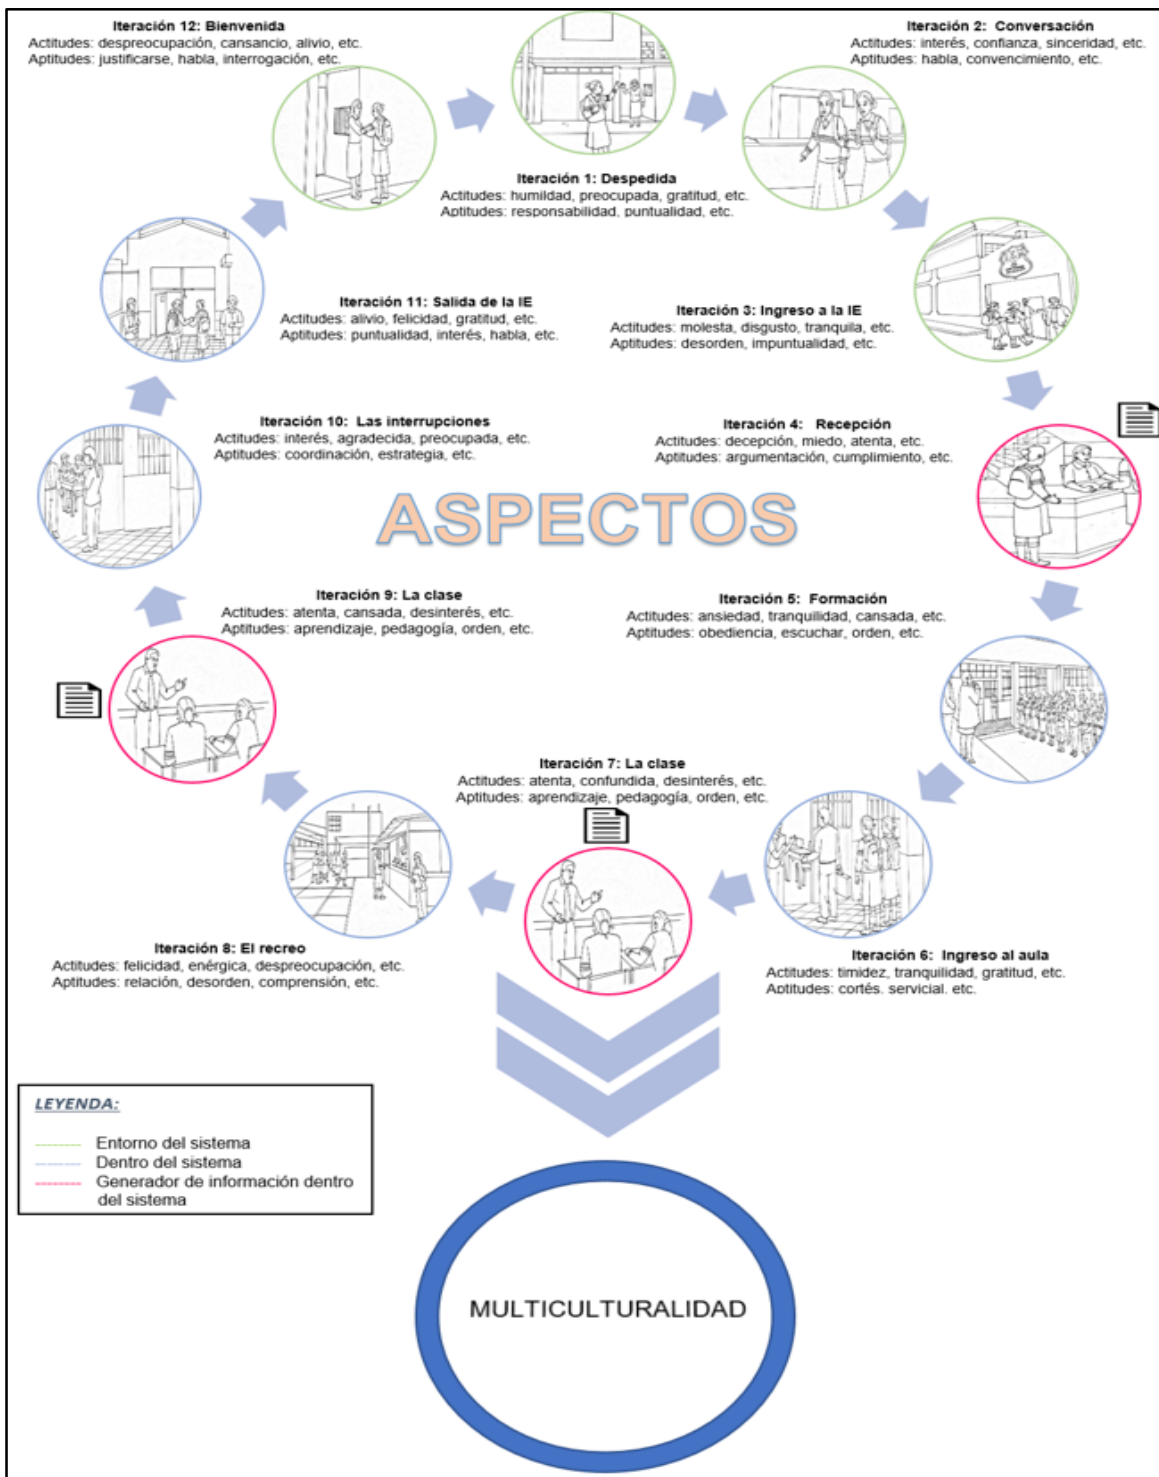 Iteración 12: Bienvenida
Actitudes: despreocupación, cansancio, alivio, etc.
Aptitudes: justificarse, habla, interrogación, etc.
Iteración 2: Conversación
Actitudes: interés, confianza, sinceridad, etc.
Aptitudes: habla, convencimiento, etc.
Iteración 1: Despedida
Actitudes: humildad, preocupada, gratitud, etc.
Aptitudes: responsabilidad, puntualidad, etc.
Iteración 11: Salida de la IE
Actitudes: alivio, felicidad, gratitud, etc.
Aptitudes: puntualidad, interés, habla, etc.
Iteración 3: Ingreso a la IE
Actitudes: molesta, disgusto, tranquila, etc.
Aptitudes: desorden, impuntualidad, etc.
Iteración 10: Las interrupciones
Actitudes: interés, agradecida, preocupada, etc.
Aptitudes: coordinación, estrategia, etc.
Iteración 4: Recepción
Actitudes: decepción, miedo, atenta, etc.
Aptitudes: argumentación, cumplimiento, etc.
ASPECTOS
Iteración 9: La clase
Actitudes: atenta, cansada, desinterés, etc.
Aptitudes: aprendizaje, pedagogía, orden, etc.
Iteración 5: Formación
Actitudes: ansiedad, tranquilidad, cansada, etc.
Aptitudes: obediencia, escuchar, orden, etc.
Iteración 7: La clase
Actitudes: atenta, confundida, desinterés, etc.
Aptitudes: aprendizaje, pedagogía, orden, etc.
Iteración 8: El recreo
Actitudes: felicidad, enérgica, despreocupación, etc.
Aptitudes: relación, desorden, comprensión, etc.
Iteración 6: Ingreso al aula
Actitudes: timidez, tranquilidad, gratitud, etc.
Aptitudes: cortés, servicial, etc.
LEYENDA:
Entorno del sistema
Dentro del sistema
Generador de información dentro
del sistema
MULTICULTURALIDAD